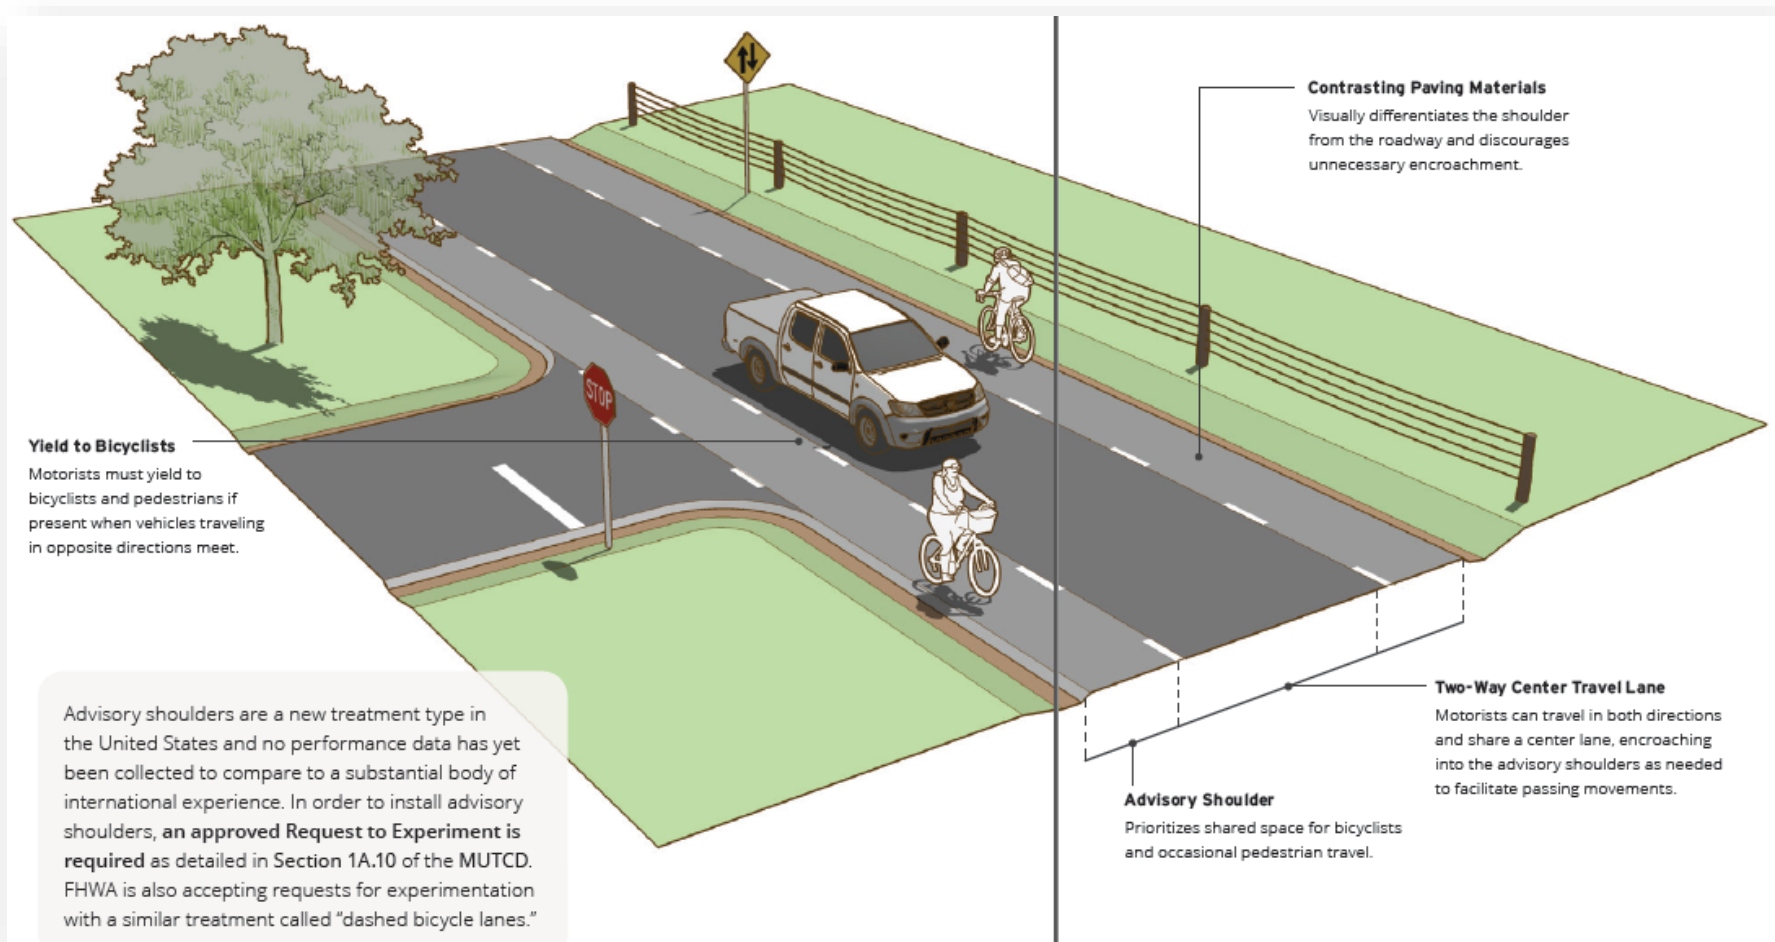 Contrasting Paving Materials
Visually differentiates the shoulder
from the roadway and discourages
unnecessary encroachment.
STOP
Yield to Bicyclists
Motorists must yield to
bicyclists and pedestrians if
present when vehicles traveling
in opposite directions meet.
Two-Way Center Travel Lane
Motorists can travel in both directions
and share a center lane, encroaching
into the advisory shoulders as needed
to facilitate passing movements.
Advisory Shoulder
Prioritizes shared space for bicyclists
and occasional pedestrian travel.
Advisory shoulders are a new treatment type in
the United States and no performance data has yet
been collected to compare to a substantial body of
international experience. In order to install advisory
shoulders, an approved Request to Experiment is
required as detailed in Section 1A.10 of the MUTCD.
FHWA is also accepting requests for experimentation
with a similar treatment called “dashed bicycle lanes.”